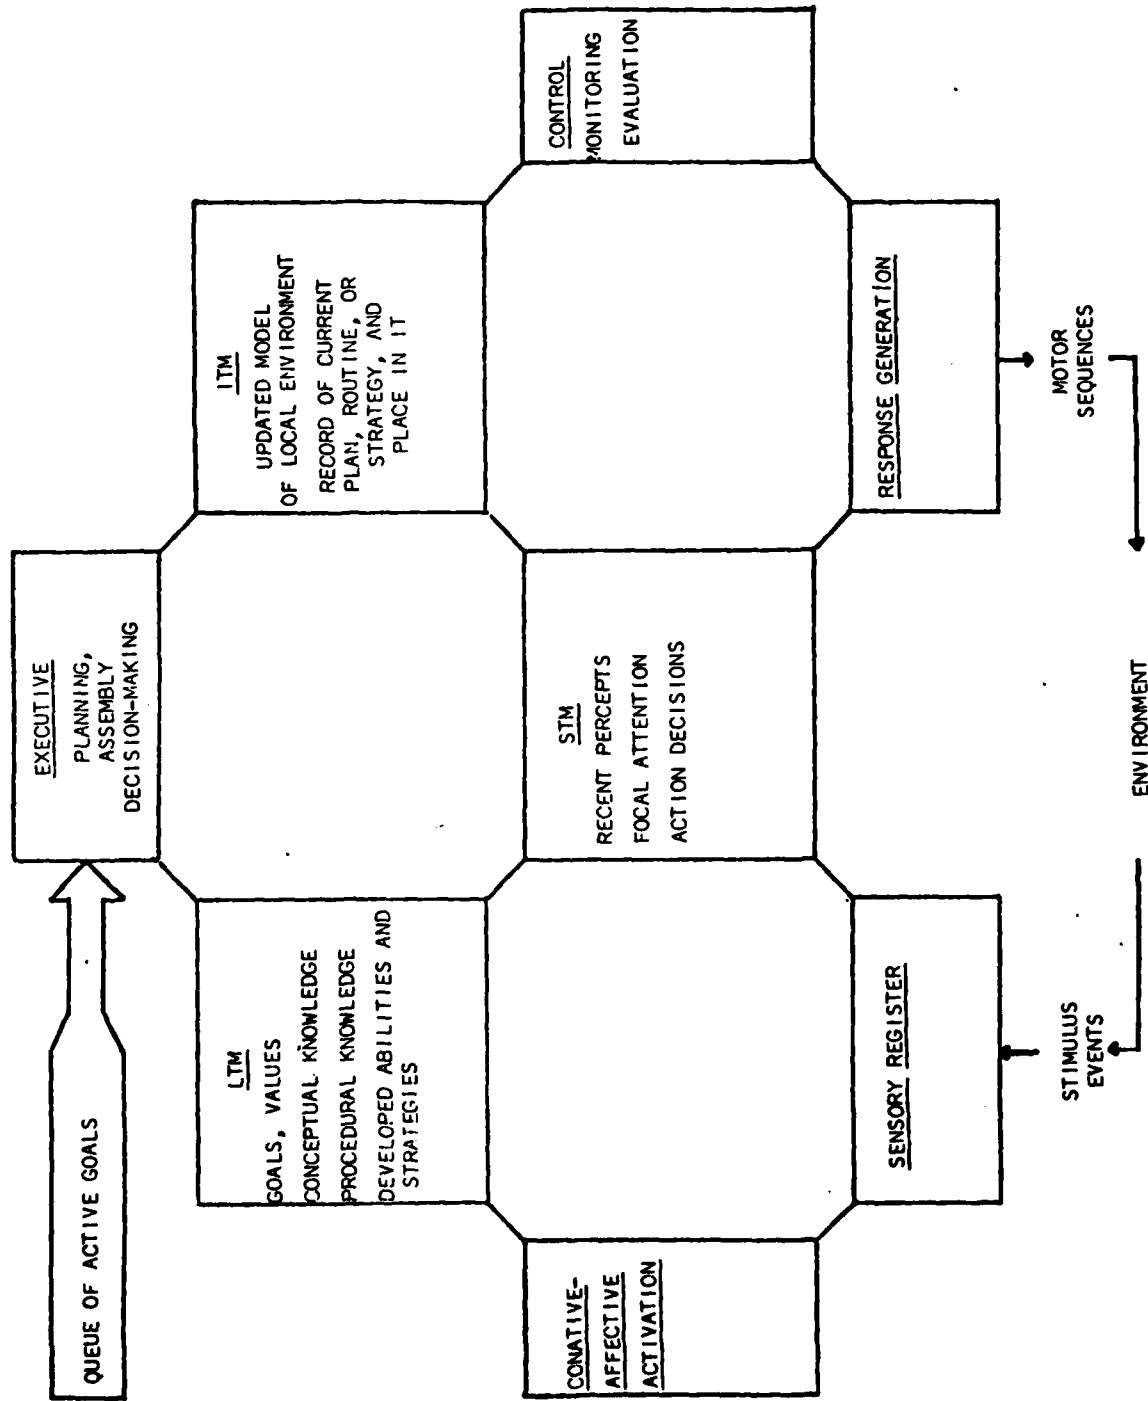 QUEUE OF ACTIVE GOALS
EXECUTIVE
PLANNING,
ASSEMBLY
DECISION-MAKING
LTM
GOALS, VALUES
CONCEPTUAL KNOWLEDGE
PROCEDURAL KNOWLEDGE
DEVELOPED ABILITIES AND
STRATEGIES
ITM
UPDATED MODEL
OF LOCAL ENVIRONMENT
RECORD OF CURRENT
PLAN, ROUTINE, OR
STRATEGY, AND
PLACE IN IT
CONATIVE-
AFFECTIVE
ACTIVATION
STM
RECENT PERCEPTS
FOCAL ATTENTION
ACTION DECISIONS
CONTROL
MONITORING
EVALUATION
SENSORY REGISTER
RESPONSE GENERATION
STIMULUS
EVENTS
MOTOR
SEQUENCES
ENVIRONMENT